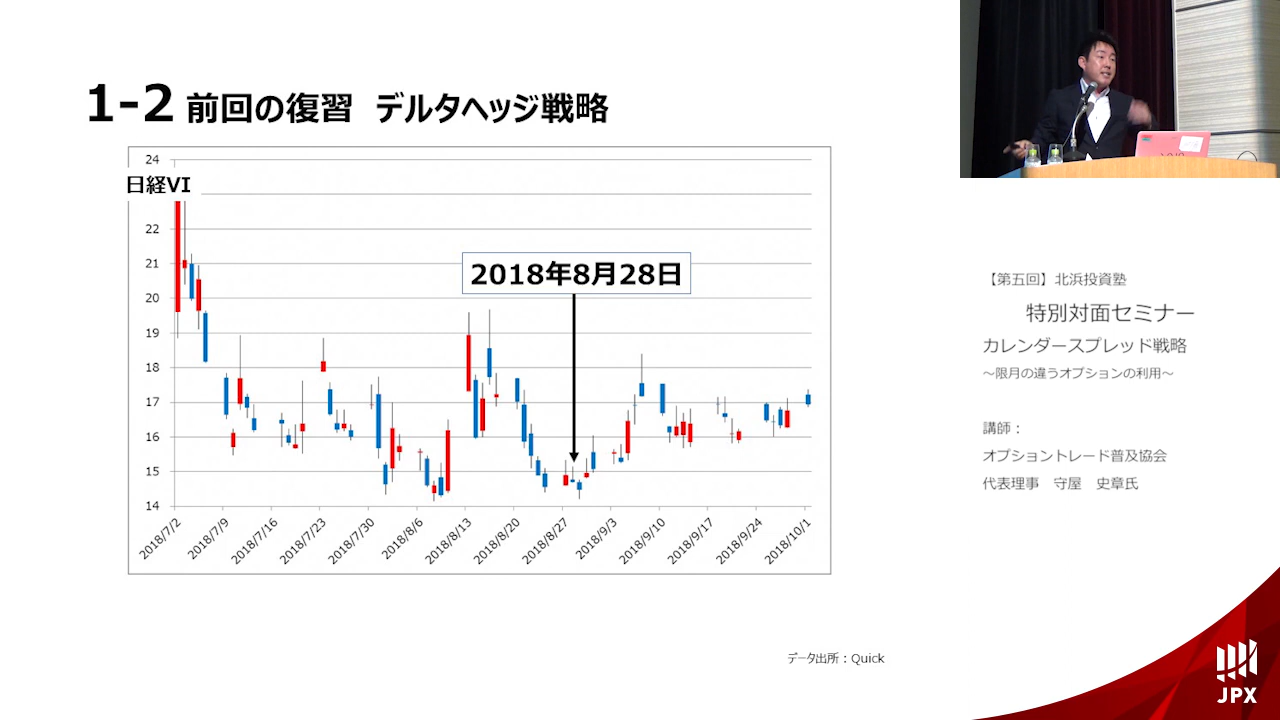 1-2 前回の復習 デルタヘッジ戦略
24
日経VI
22
21
20
19
18
17
16
15
14
2018年8月28日
2018/7/2
2018/7/9
2018/7/16
2018/7/23
2018/7/30
2018/8/6
2018/8/13
2018/8/20
2018/8/27
2018/9/3
2018/9/10
2018/9/17
2018/9/24
2018/10/1
データ出所：Quick
【第五回】北浜投資塾
特別対面セミナー
カレンダースプレッド戦略
～限月の違うオプションの利用～
講師：
オプショントレード普及協会
代表理事 守屋 史章氏
JPX